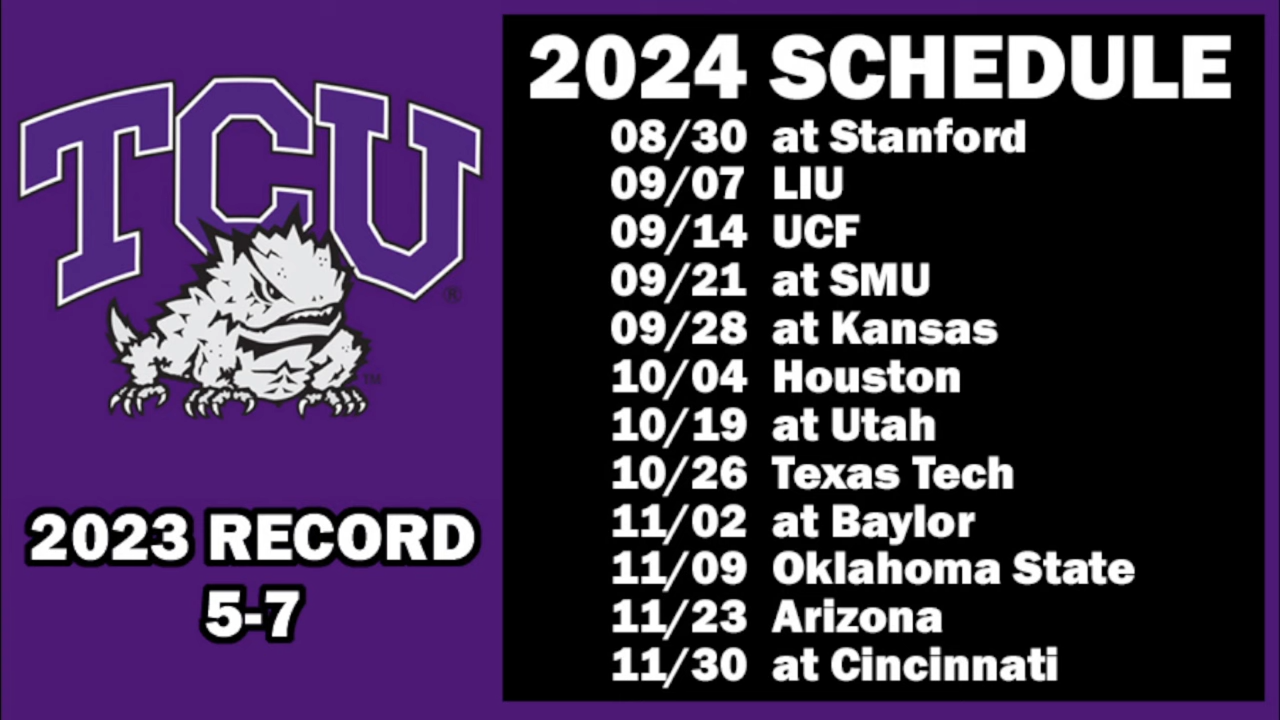 TCU
®
TM
2023 RECORD
5-7
2024 SCHEDULE
08/30 at Stanford
09/07 LIU
09/14 UCF
09/21 at SMU
09/28 at Kansas
10/04 Houston
10/19 at Utah
10/26 Texas Tech
11/02 at Baylor
11/09 Oklahoma State
11/23 Arizona
11/30 at Cincinnati